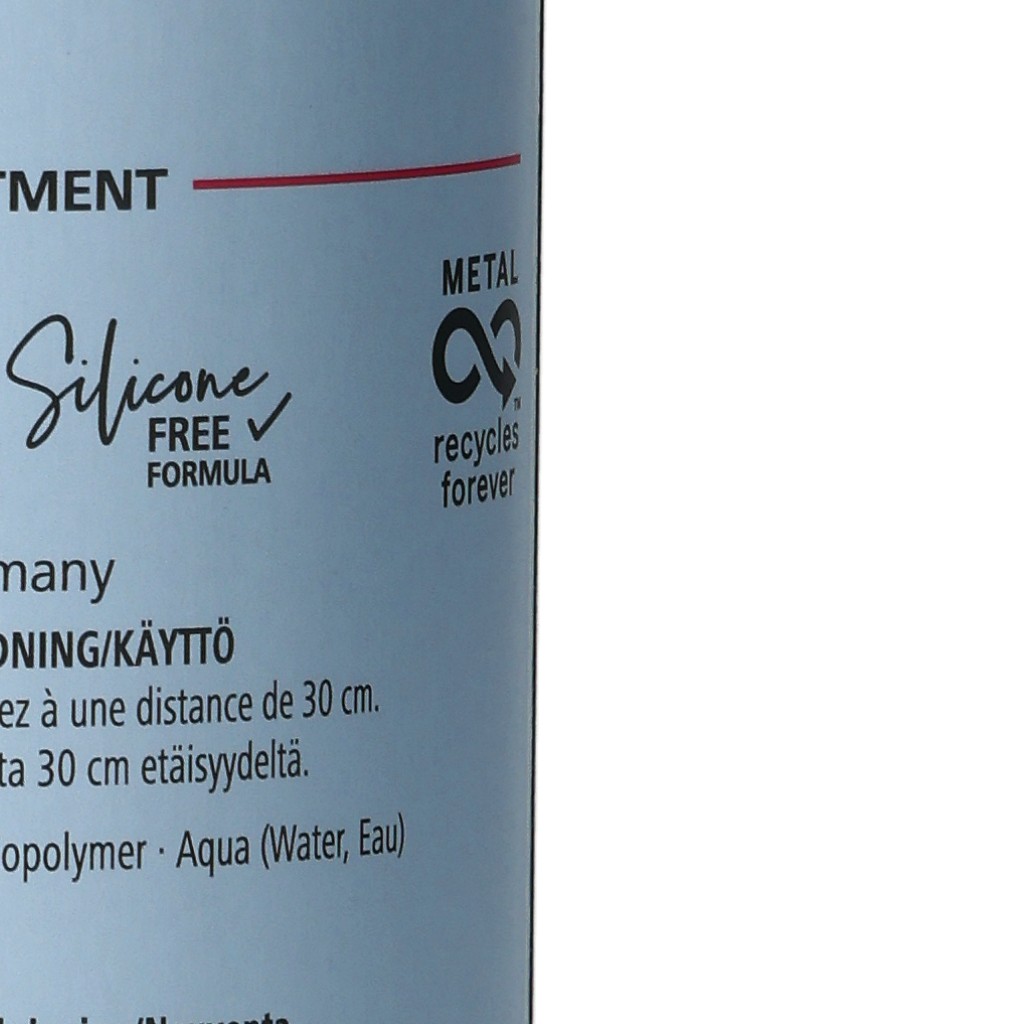 TMENT
METAL
Silicone
FREE ✓
FORMULA
TM
recycles
forever
many
ONING/KÄYTTÖ
ez à une distance de 30 cm.
ta 30 cm etäisyydeltä.
opolymer · Aqua (Water, Eau)